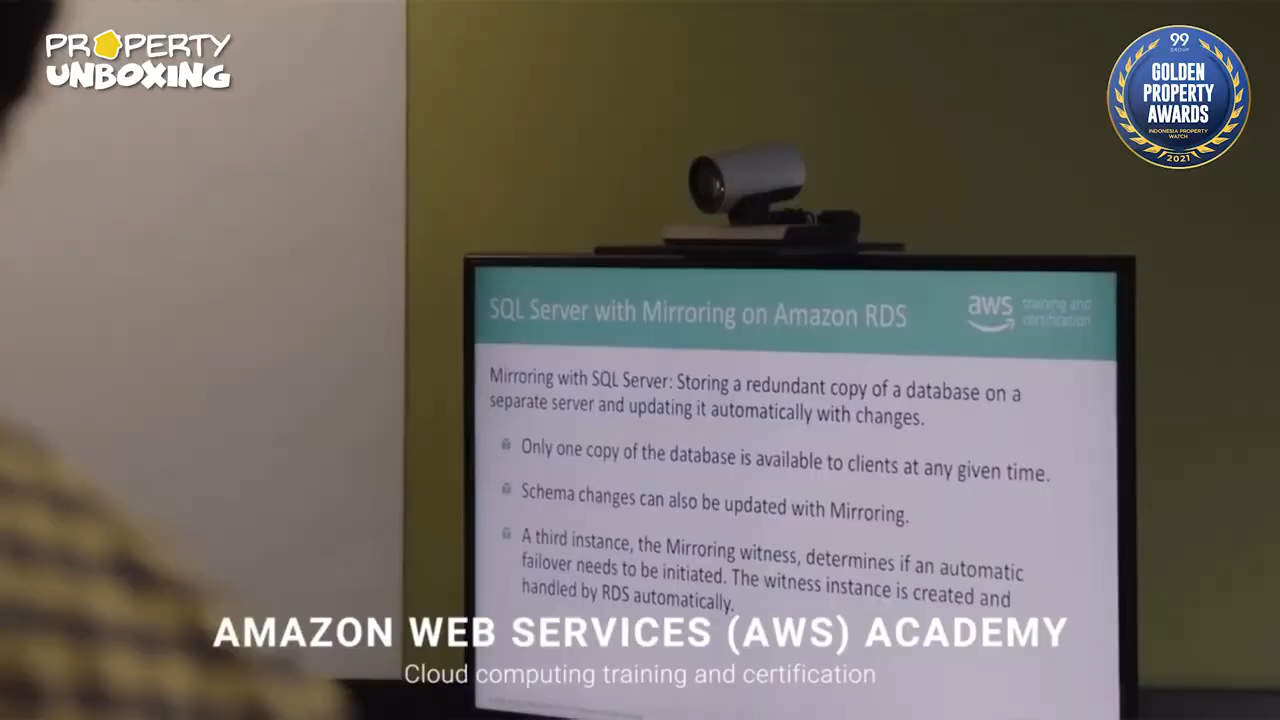 PROPERTY
UNBOXING
99
GROUP
GOLDEN
PROPERTY
AWARDS
INDONESIA PROPERTY
WATCH
2021
SQL Server with Mirroring on Amazon RDS
aws training and
certification
Mirroring with SQL Server: Storing a redundant copy of a database on a
separate server and updating it automatically with changes.
Only one copy of the database is available to clients at any given time.
Schema changes can also be updated with Mirroring.
A third instance, the Mirroring witness, determines if an automatic
failover needs to be initiated. The witness instance is created and
handled by RDS automatically.
AMAZON WEB SERVICES (AWS) ACADEMY
Cloud computing training and certification